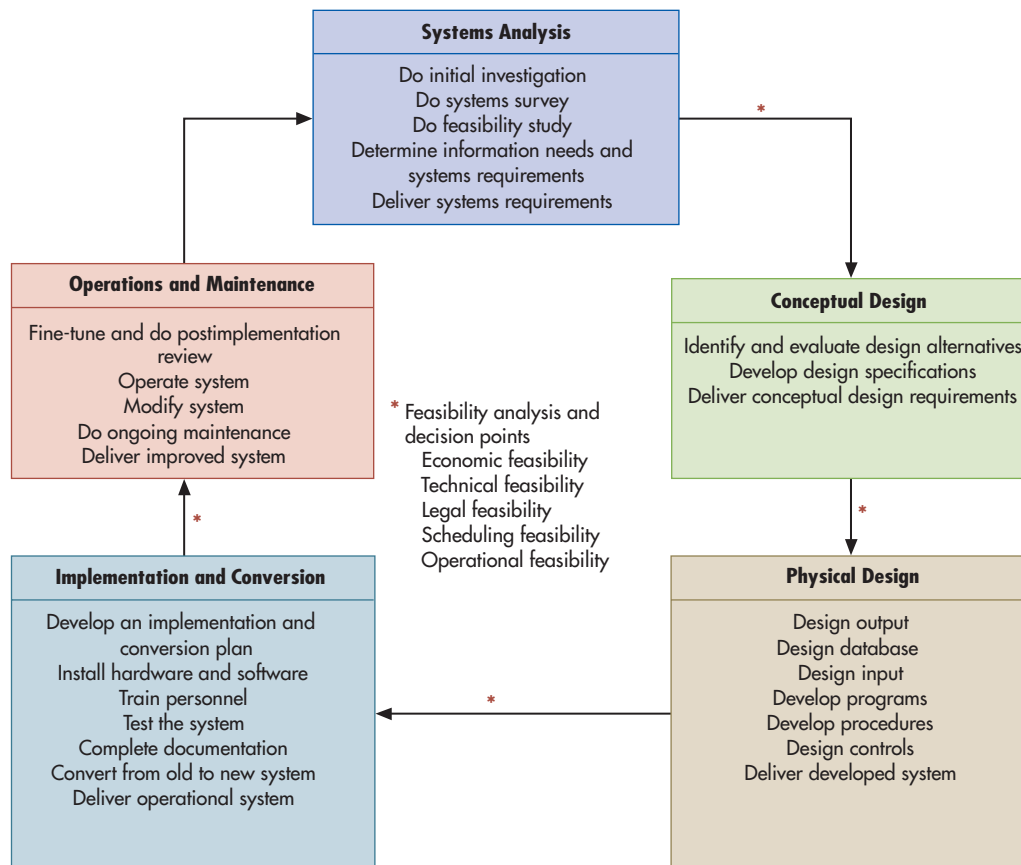 Systems Analysis
Do initial investigation
Do systems survey
Do feasibility study
Determine information needs and
systems requirements
Deliver systems requirements
*
Conceptual Design
Identify and evaluate design alternatives
Develop design specifications
Deliver conceptual design requirements
*
Physical Design
Design output
Design database
Design input
Develop programs
Develop procedures
Design controls
Deliver developed system
*
Implementation and Conversion
Develop an implementation and
conversion plan
Install hardware and software
Train personnel
Test the system
Complete documentation
Convert from old to new system
Deliver operational system
*
Operations and Maintenance
Fine-tune and do postimplementation
review
Operate system
Modify system
Do ongoing maintenance
Deliver improved system
* Feasibility analysis and
decision points
Economic feasibility
Technical feasibility
Legal feasibility
Scheduling feasibility
Operational feasibility